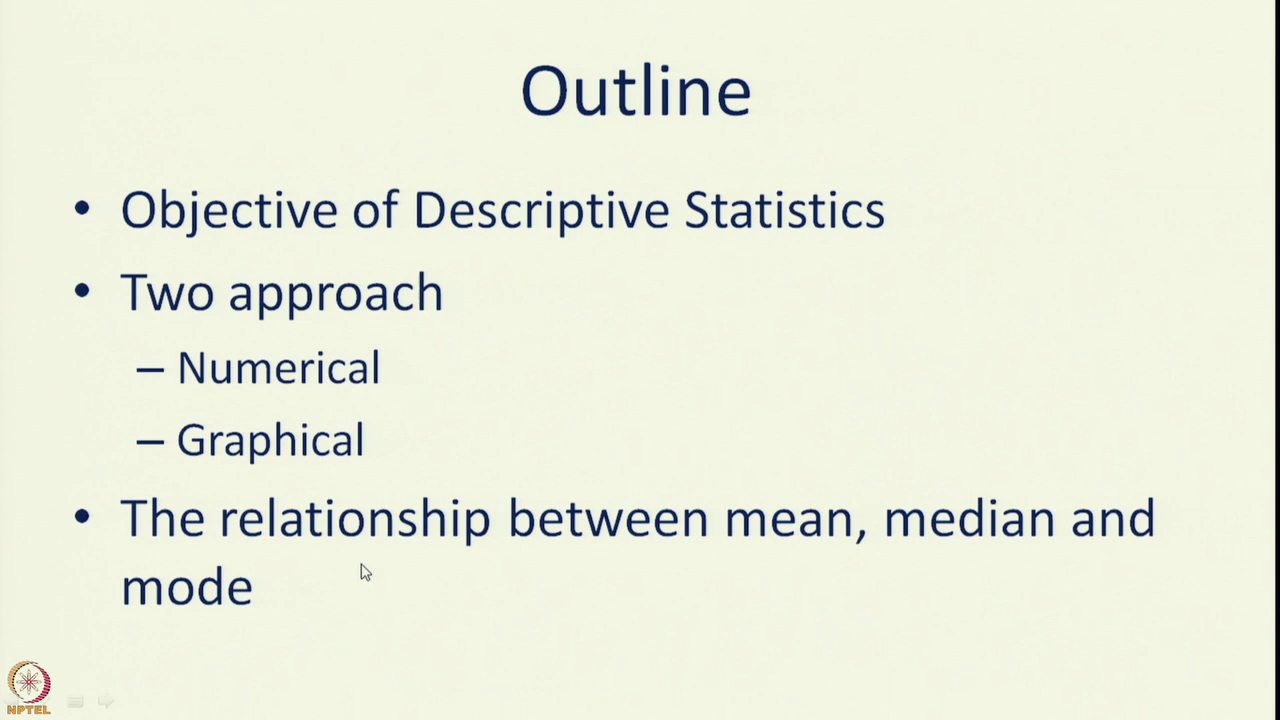 Outline
• Objective of Descriptive Statistics
• Two approach
– Numerical
– Graphical
• The relationship between mean, median and
mode
NPTEL